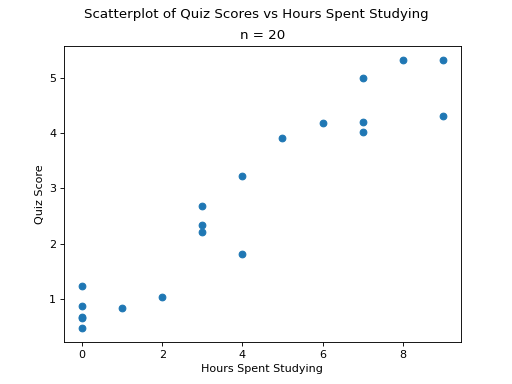 Scatterplot of Quiz Scores vs Hours Spent Studying
n = 20
5
4
3
2
1
Quiz Score
0 2 4 6 8
Hours Spent Studying